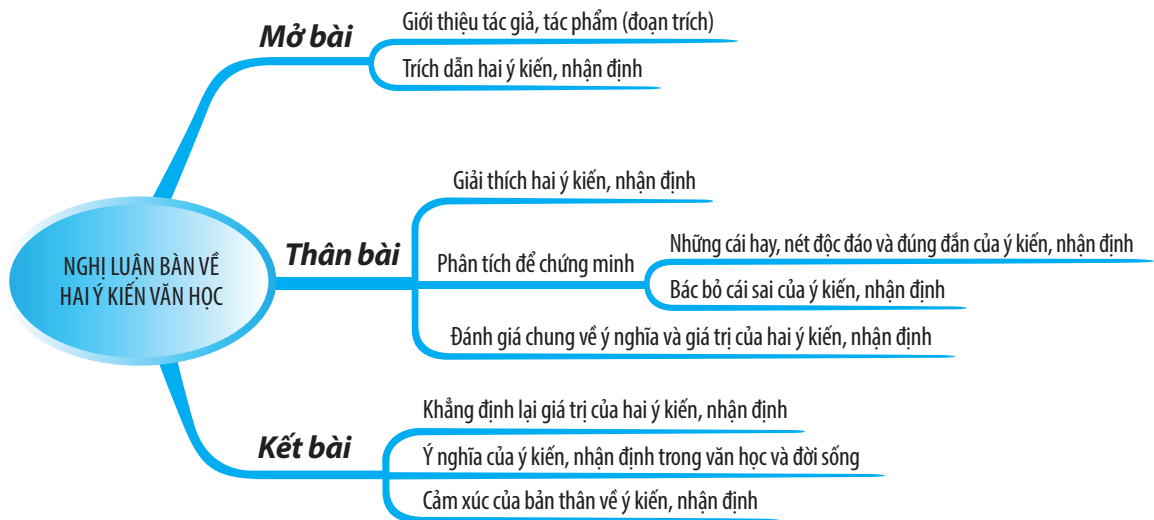 NGHỊ LUẬN BÀN VỀ
HAI Ý KIẾN VĂN HỌC
Mở bài
Giới thiệu tác giả, tác phẩm (đoạn trích)
Trích dẫn hai ý kiến, nhận định
Thân bài
Giải thích hai ý kiến, nhận định
Phân tích để chứng minh
Những cái hay, nét độc đáo và đúng đắn của ý kiến, nhận định
Bác bỏ cái sai của ý kiến, nhận định
Đánh giá chung về ý nghĩa và giá trị của hai ý kiến, nhận định
Kết bài
Khẳng định lại giá trị của hai ý kiến, nhận định
Ý nghĩa của ý kiến, nhận định trong văn học và đời sống
Cảm xúc của bản thân về ý kiến, nhận định